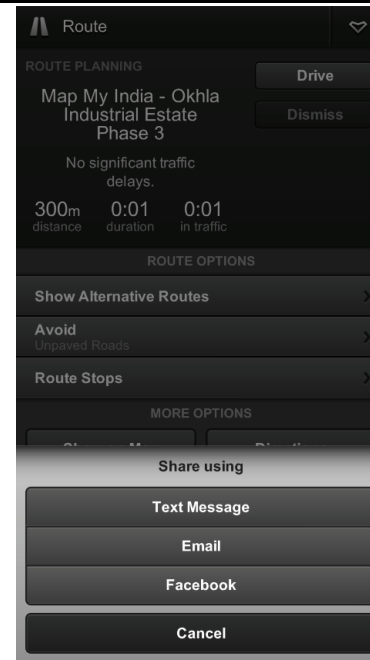 Route
ROUTE PLANNING
Drive
Map My India - Okhla
Industrial Estate
Phase 3
Dismiss
No significant traffic
delays.
300m 0:01 0:01
distance duration in traffic
ROUTE OPTIONS
Show Alternative Routes
Avoid
Unpaved Roads
Route Stops
MORE OPTIONS
Share using
Text Message
Email
Facebook
Cancel